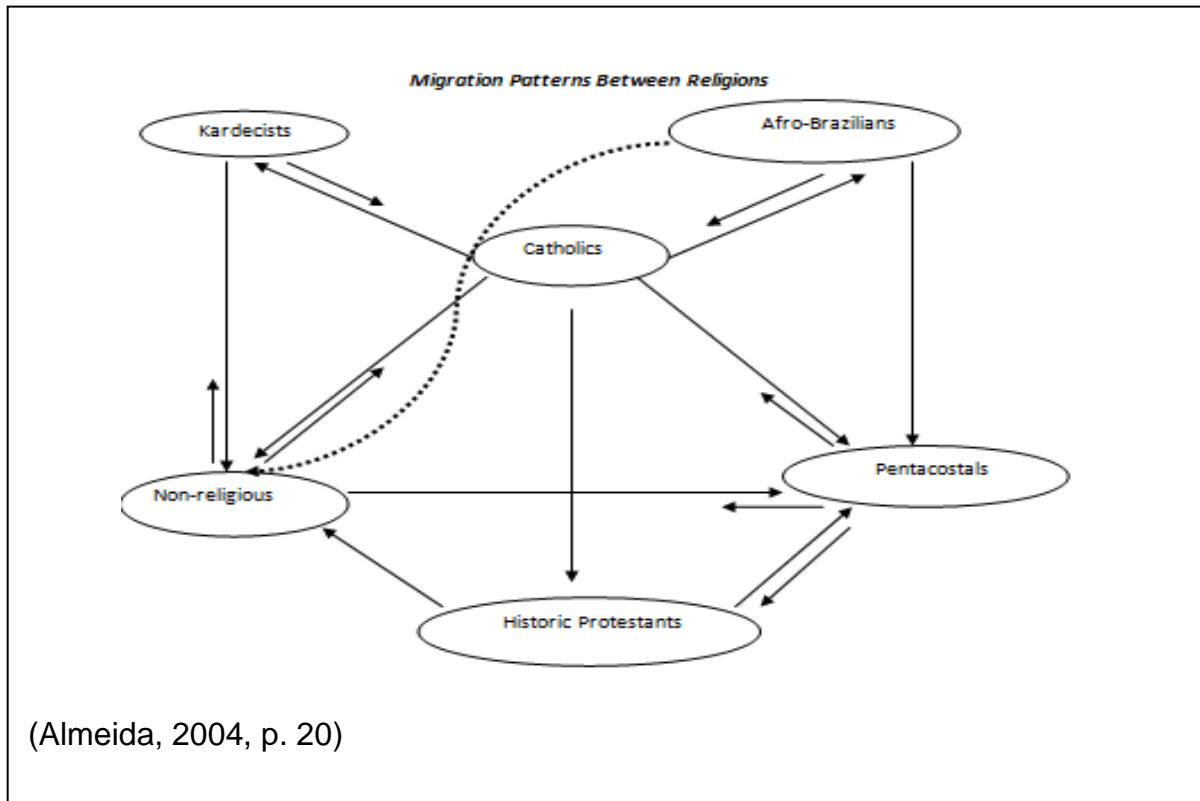 Migration Patterns Between Religions
Kardecists
Afro-Brazilians
Catholics
Pentacostals
Non-religious
Historic Protestants
(Almeida, 2004, p. 20)